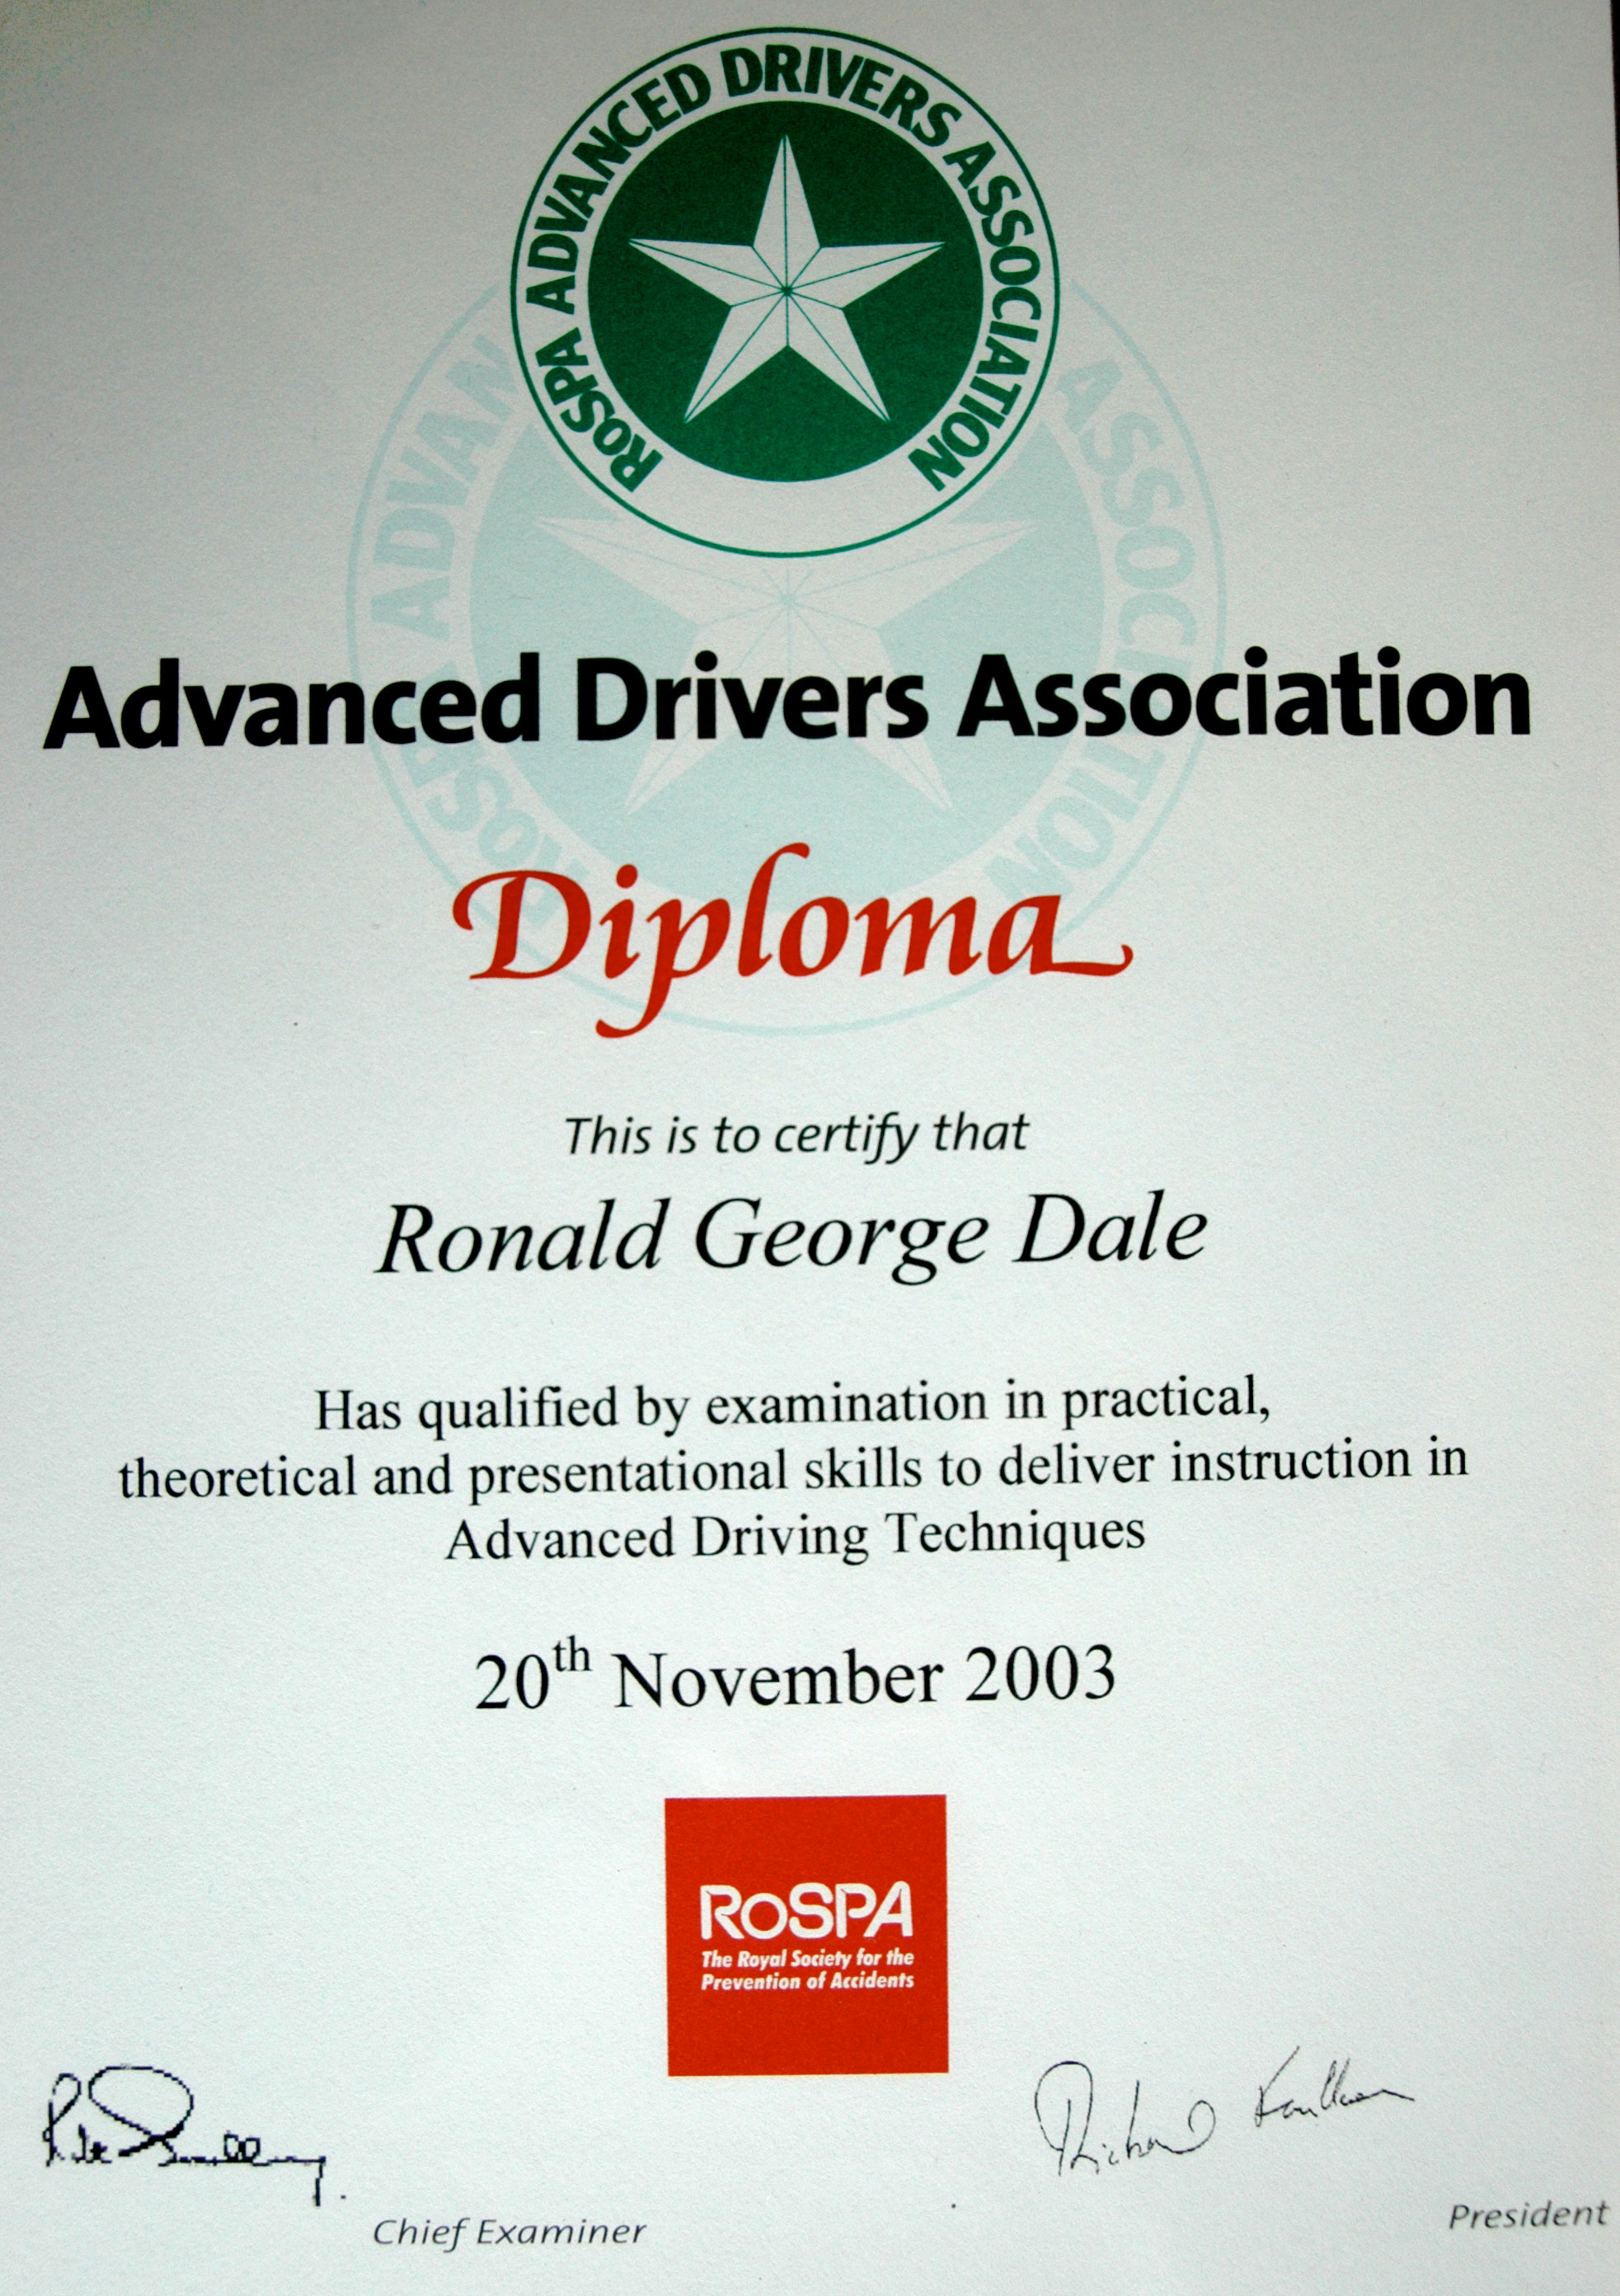 RoSPA ADVANCED DRIVERS ASSOCIATION
Advanced Drivers Association
Diploma
This is to certify that
Ronald George Dale
Has qualified by examination in practical,
theoretical and presentational skills to deliver instruction in
Advanced Driving Techniques
20th November 2003
RoSPA
The Royal Society for the
Prevention of Accidents
Richard Faulkner
Chief Examiner
President